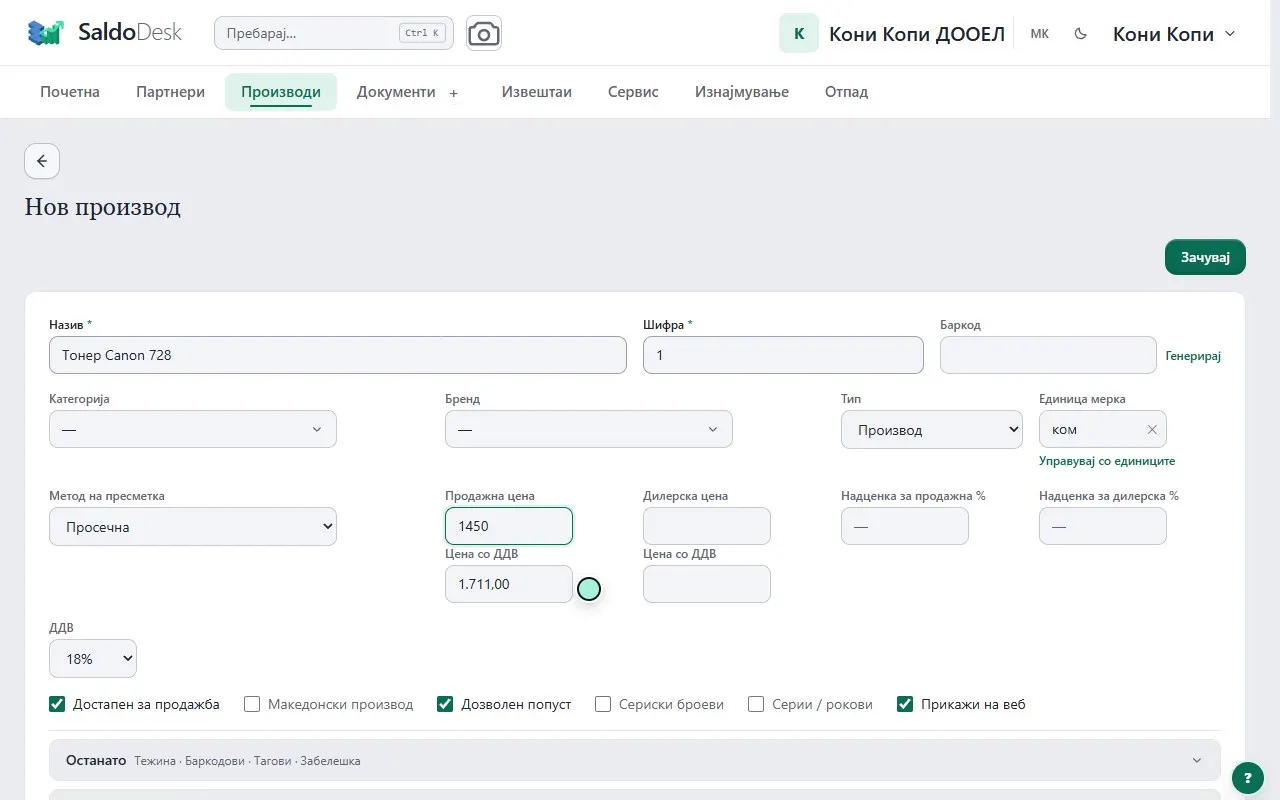 SaldoDesk
Пребарај...
Ctrl K
К
Кони Копи ДООЕЛ
МК
Кони Копи
Почетна
Партнери
Производи
Документи +
Извештаи
Сервис
Изнајмување
Отпад
Нов производ
Зачувај
Назив *
Шифра *
Баркод
Тонер Canon 728
1
Генерирај
Категорија
Бренд
Тип
Единица мерка
—
—
Производ
ком
Управувај со единиците
Метод на пресметка
Продажна цена
Дилерска цена
Надценка за продажна %
Надценка за дилерска %
Просечна
1450
—
—
Цена со ДДВ
Цена со ДДВ
1.711,00
ДДВ
18%
Достапен за продажба
Македонски производ
Дозволен попуст
Сериски броеви
Серии / рокови
Прикажи на веб
Останато Тежина · Баркодови · Тагови · Забелешка
?